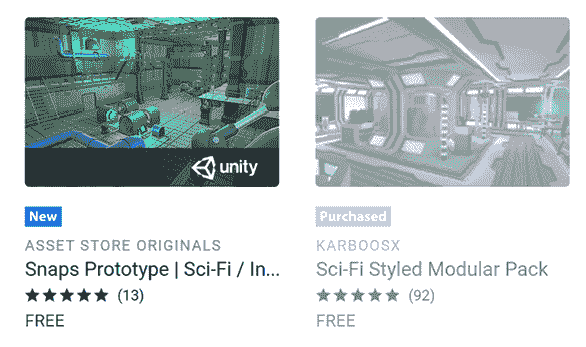 unity
New
ASSET STORE ORIGINALS
Snaps Prototype | Sci-Fi / In...
(13)
FREE
Purchased
KARBOOSX
Sci-Fi Styled Modular Pack
(92)
FREE